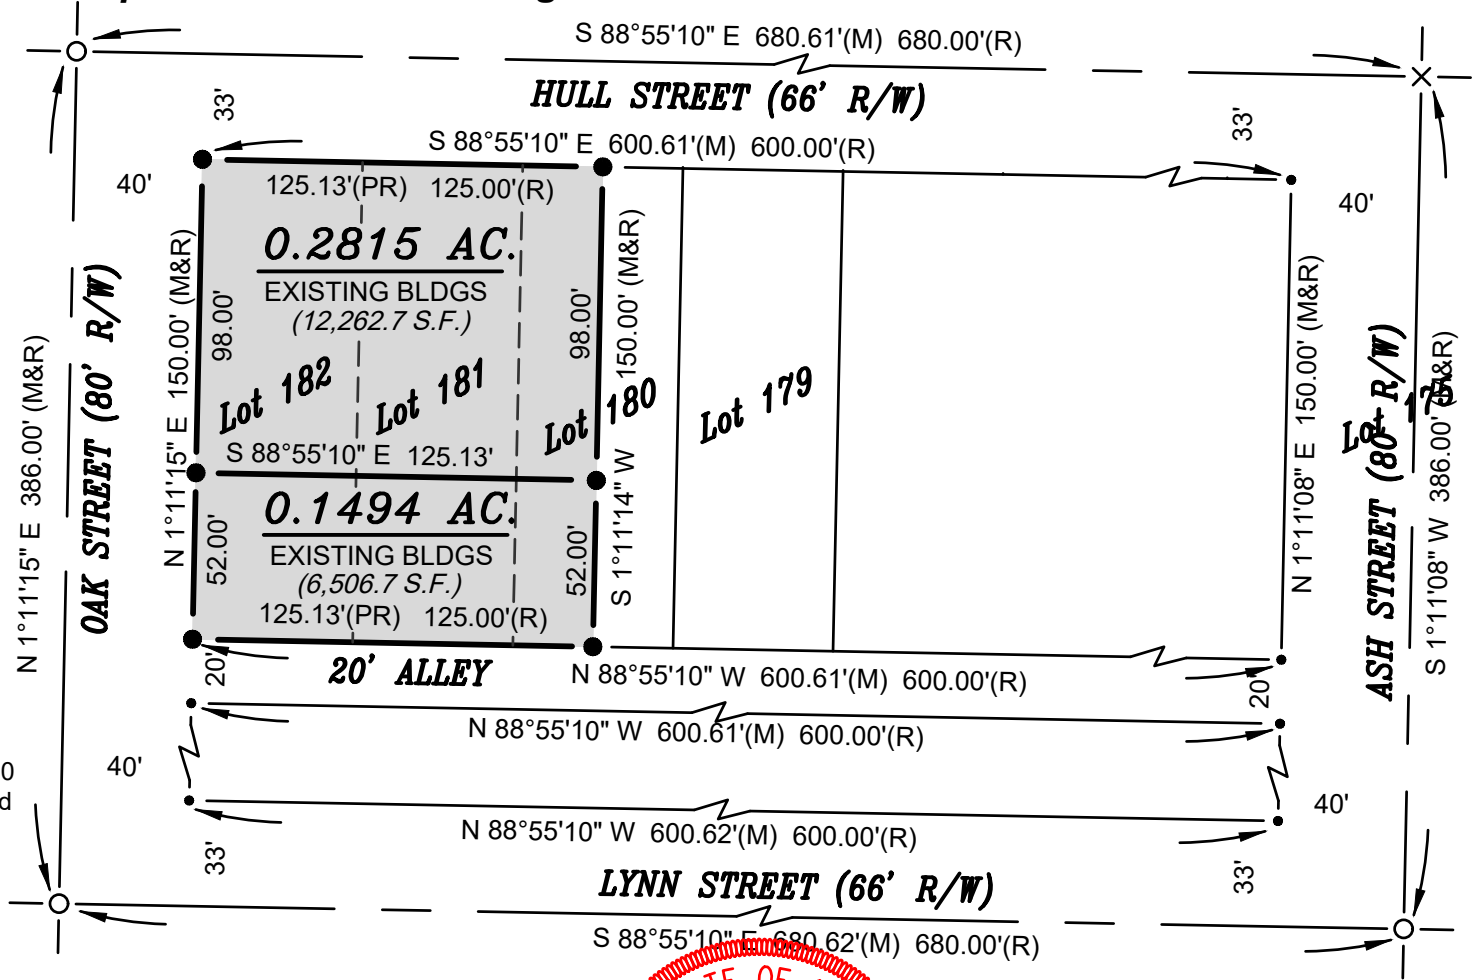 S 88°55'10" E 680.61'(M) 680.00'(R)
HULL STREET (66' R/W)
33'
33'
S 88°55'10" E 600.61'(M) 600.00'(R)
40'
40'
125.13'(PR) 125.00'(R)
0.2815 AC.
EXISTING BLDGS
(12,262.7 S.F.)
98.00'
98.00'
Lot 182
Lot 181
Lot 180
Lot 179
S 88°55'10" E 125.13'
0.1494 AC.
EXISTING BLDGS
(6,506.7 S.F.)
52.00'
52.00'
125.13'(PR) 125.00'(R)
N 1°11'15" E 386.00' (M&R)
OAK STREET (80' R/W)
N 1°11'15" E 150.00' (M&R)
S 1°11'14" W 150.00' (M&R)
N 1°11'08" E 150.00' (M&R)
ASH STREET (80' R/W)
Lot
S 1°11'08" W 386.00' (M&R)
20'
20' ALLEY
N 88°55'10" W 600.61'(M) 600.00'(R)
20'
N 88°55'10" W 600.61'(M) 600.00'(R)
0
d
40'
40'
N 88°55'10" W 600.62'(M) 600.00'(R)
33'
33'
LYNN STREET (66' R/W)
S 88°55'10" E 680.62'(M) 680.00'(R)
OF